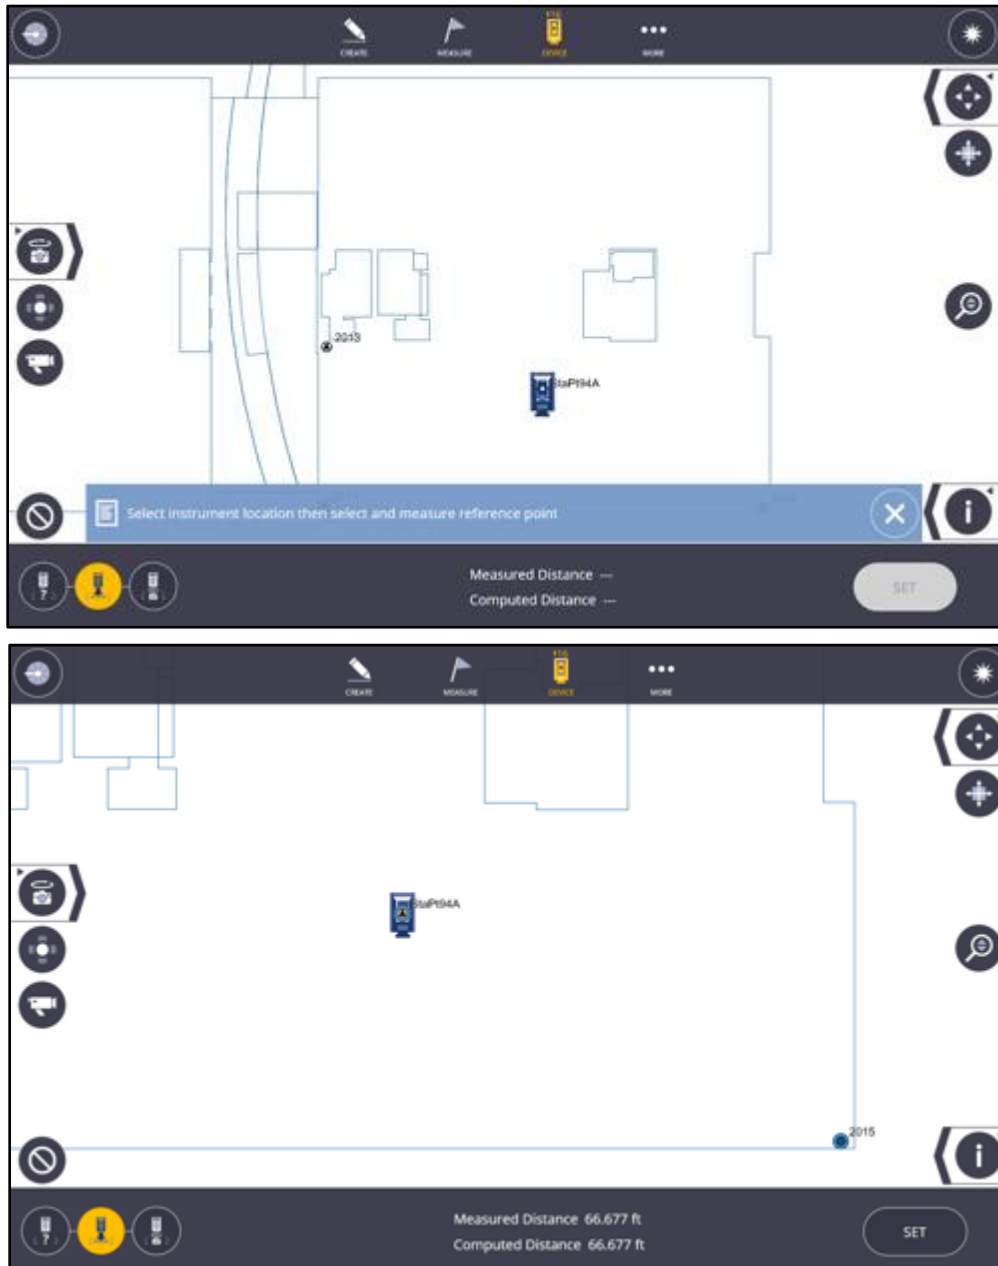 CREATE
MEASURE
DEVICE
MORE
2013
StaPt94A
Select instrument location then select and measure reference point
?
Measured Distance ---
Computed Distance ---
SET
i
CREATE
MEASURE
DEVICE
MORE
StaPt94A
2015
i
?
Measured Distance 66.677 ft
Computed Distance 66.677 ft
SET